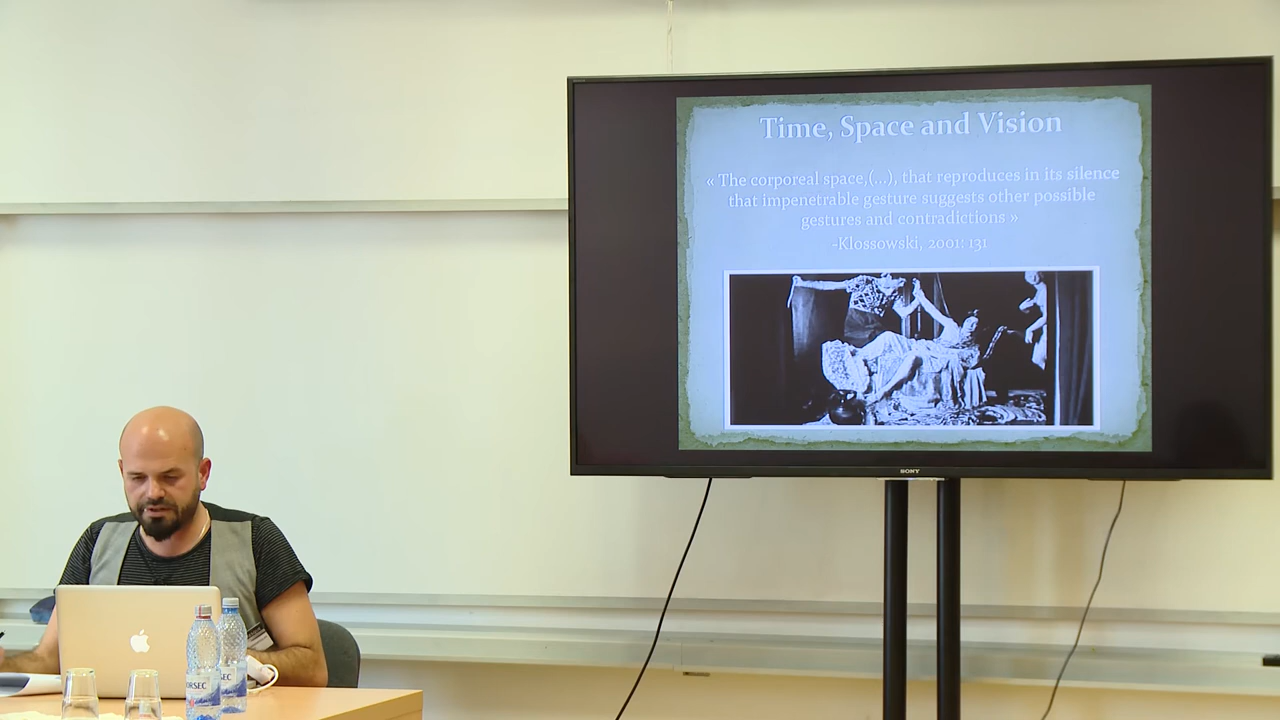 Time, Space and Vision
« The corporeal space,(...), that reproduces in its silence
that impenetrable gesture suggests other possible
gestures and contradictions »
-Klossowski, 2001: 131
SONY